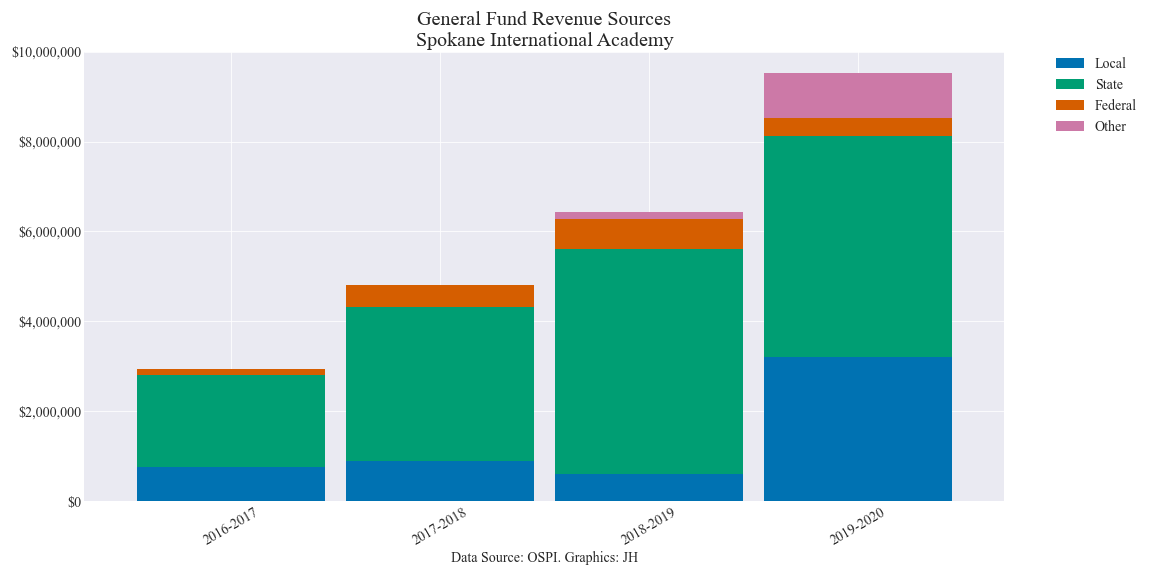 General Fund Revenue Sources
Spokane International Academy
$10,000,000
$8,000,000
$6,000,000
$4,000,000
$2,000,000
$0
Local
State
Federal
Other
2016-2017
2017-2018
2018-2019
2019-2020
Data Source: OSPI. Graphics: JH